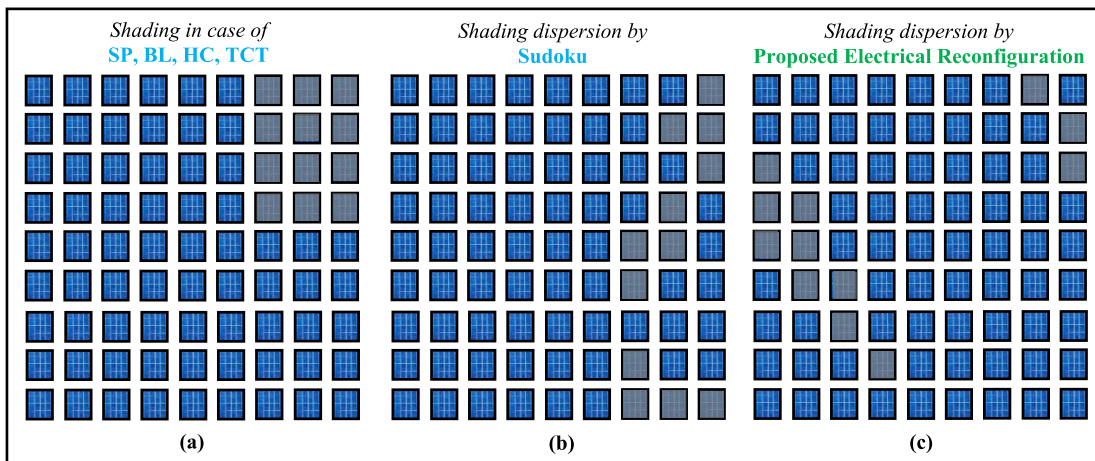 Shading in case of
SP, BL, HC, TCT
Shading dispersion by
Sudoku
Shading dispersion by
Proposed Electrical Reconfiguration
(a)
(b)
(c)